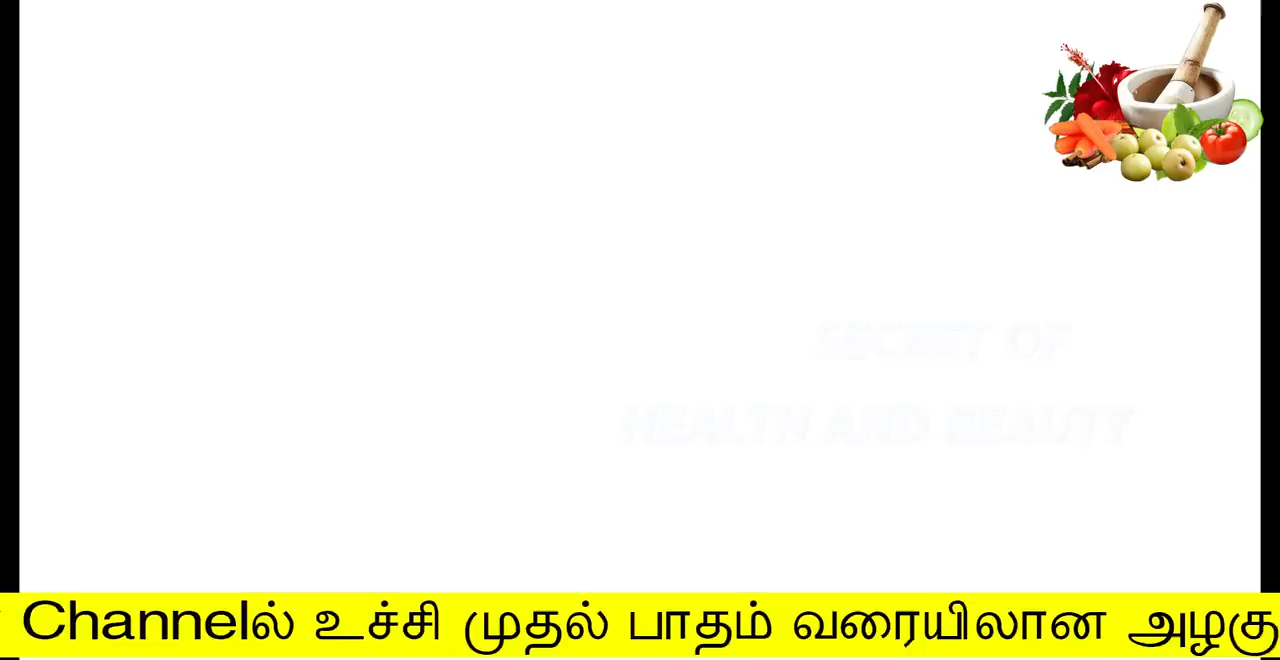 SECRET OF
HEALTH AND BEAUTY
Channelல் உச்சி முதல் பாதம் வரையிலான அழகு